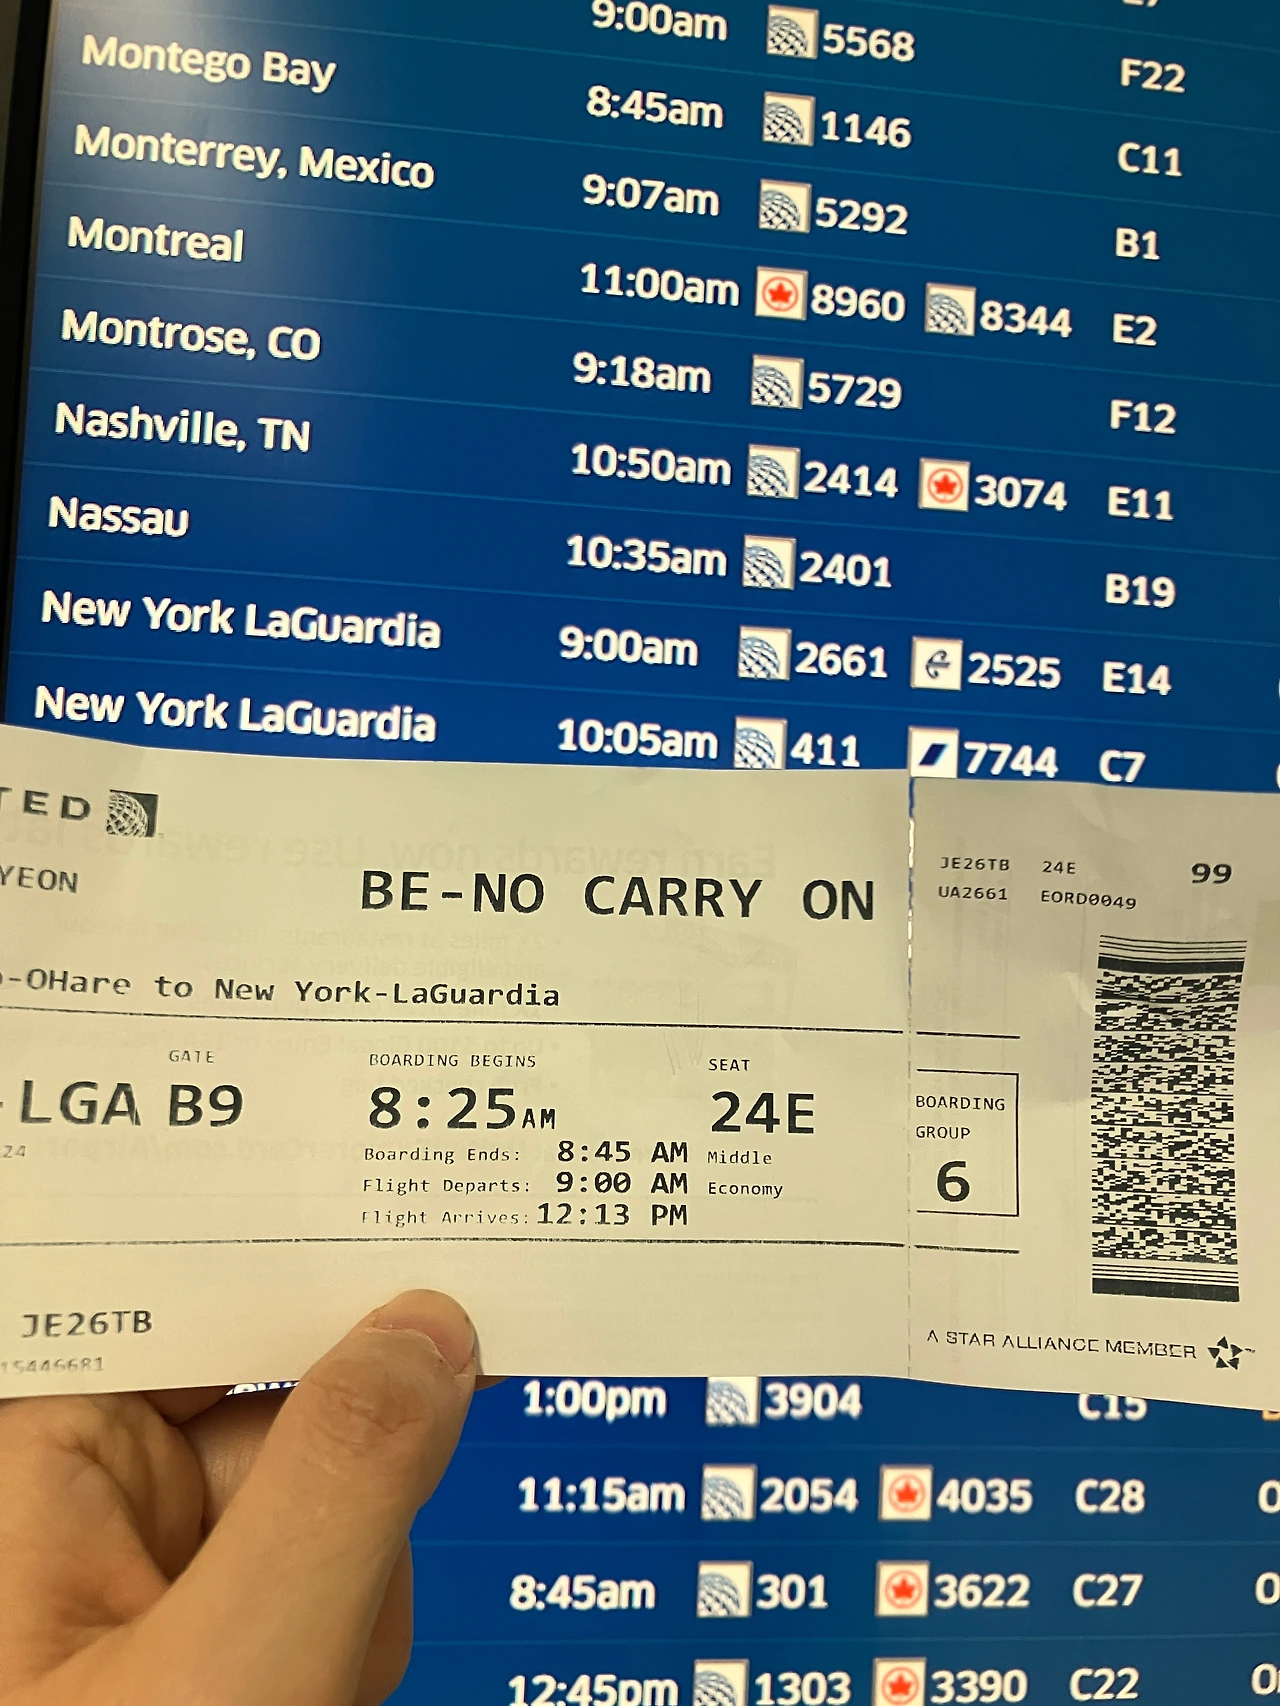 9:00am 5568 F22
Montego Bay 8:45am 1146 C11
Monterrey, Mexico 9:07am 5292 B1
Montreal 11:00am 8960 8344 E2
Montrose, CO 9:18am 5729 F12
Nashville, TN 10:50am 2414 3074 E11
Nassau 10:35am 2401 B19
New York LaGuardia 9:00am 2661 2525 E14
New York LaGuardia 10:05am 411 7744 C7
TED
YEON
BE-NO CARRY ON
-OHare to New York-LaGuardia
GATE
LGA B9
24
BOARDING BEGINS
8:25AM
Boarding Ends: 8:45 AM
Flight Departs: 9:00 AM
Flight Arrives: 12:13 PM
SEAT
24E
Middle
Economy
JE26TB
15446681
JE26TB 24E 99
UA2661 EORD0049
BOARDING
GROUP
6
A STAR ALLIANCE MEMBER
1:00pm 3904 C15
11:15am 2054 4035 C28 O
8:45am 301 3622 C27 O
12:45pm 1303 3390 C22 O